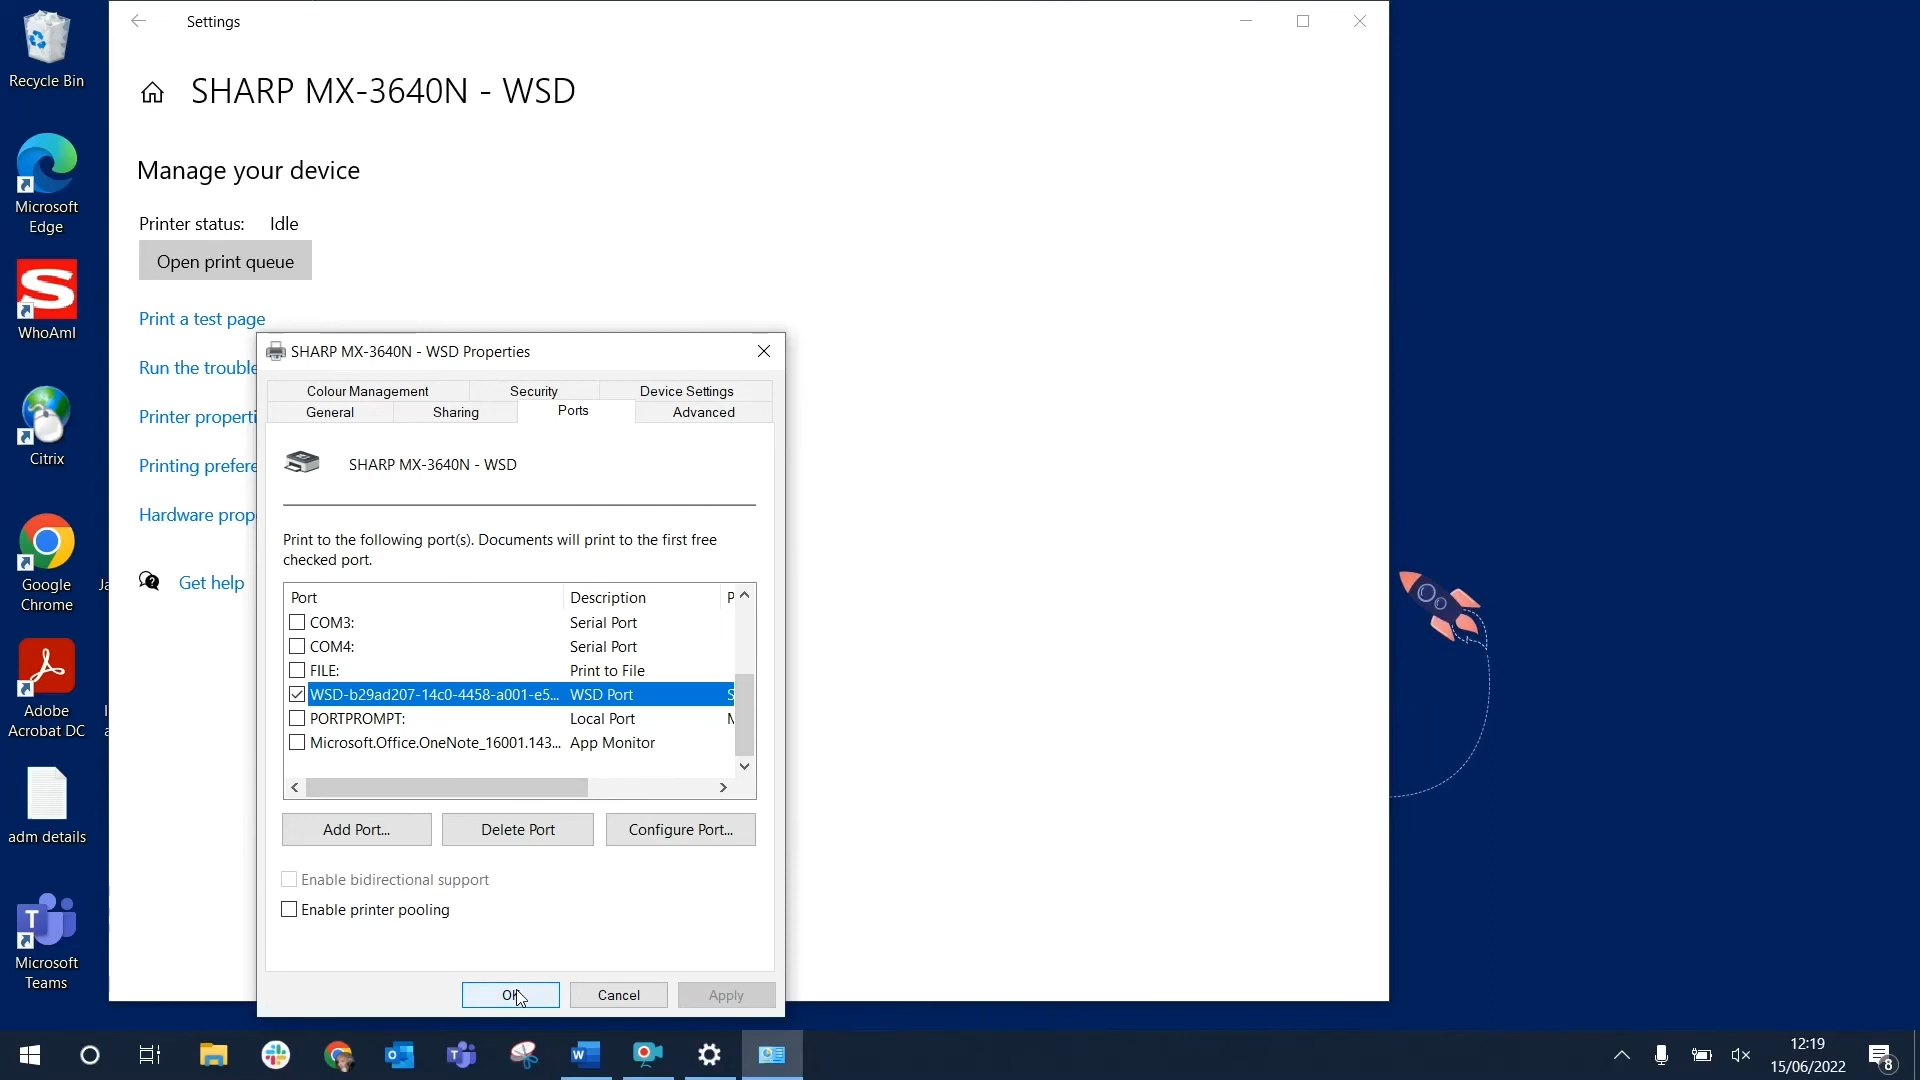 Recycle Bin
Microsoft
Edge
WhoAmI
Citrix
Google
Chrome
Adobe
Acrobat DC
adm details
Microsoft
Teams
Settings
SHARP MX-3640N - WSD
Manage your device
Printer status: Idle
Open print queue
Print a test page
Run the trouble
Printer properti
Printing prefere
Hardware prop
Get help
SHARP MX-3640N - WSD Properties
Colour Management Security Device Settings
General Sharing Ports Advanced
SHARP MX-3640N - WSD
Print to the following port(s). Documents will print to the first free
checked port.
Port Description P
COM3: Serial Port
COM4: Serial Port
FILE: Print to File
WSD-b29ad207-14c0-4458-a001-e5... WSD Port S
PORTPROMPT: Local Port
Microsoft.Office.OneNote_16001.143... App Monitor
Add Port... Delete Port Configure Port...
Enable bidirectional support
Enable printer pooling
OK Cancel Apply
12:19
15/06/2022
8